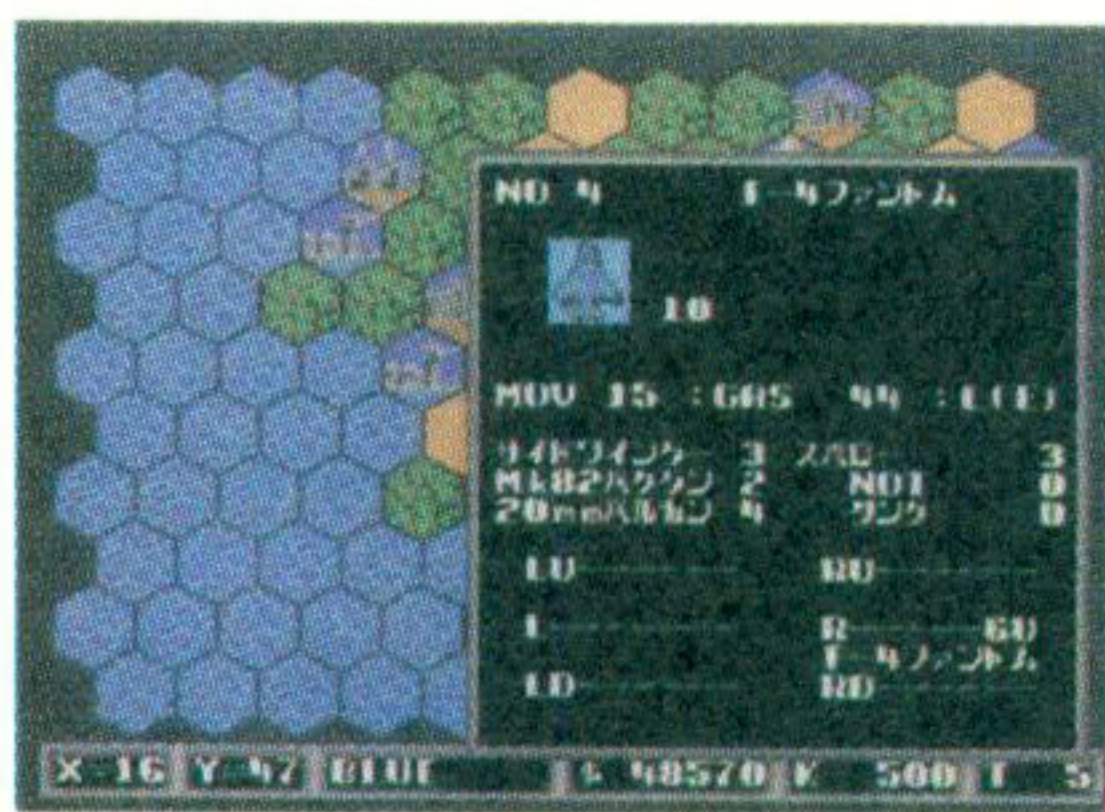 NO 4 F-4ファントム
10
MOV 15 :GAS 44 :
サイドワインダー 3 スパロー 3
Mk82バクダン 2 NOT 0
20mmバルカン 4 タンク 0
LU RU
L R 60
F-4ファントム
LD RD
X-16 Y-47 BLUE 48570 500 5